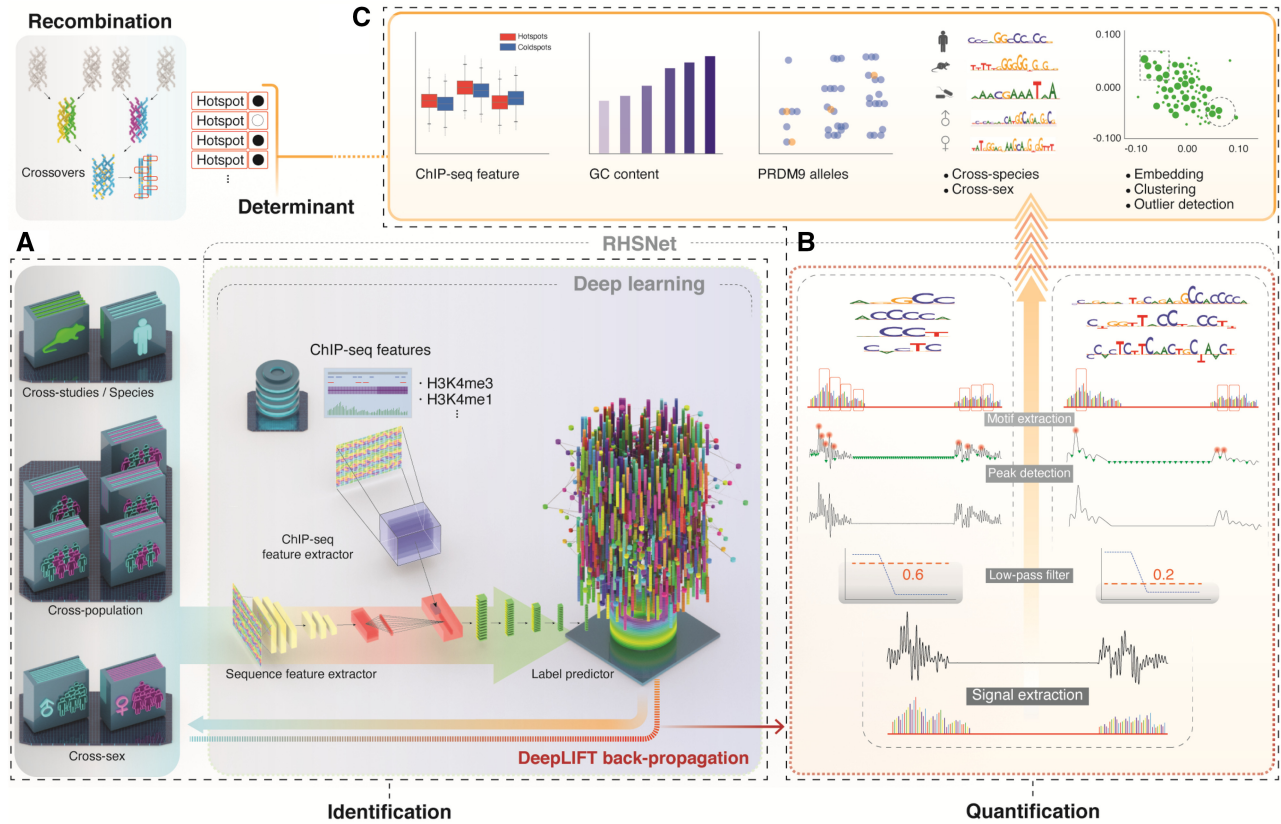 Recombination
Crossovers
Hotspot
Hotspot
Hotspot
Hotspot
⋮
Determinant
C
Hotspots
Coldspots
ChIP-seq feature
GC content
PRDM9 alleles
• Cross-species
• Cross-sex
0.100
0.000
-0.100
-0.10 0.00 0.10
• Embedding
• Clustering
• Outlier detection
A
RHSNet
Deep learning
Cross-studies / Species
Cross-population
Cross-sex
ChIP-seq features
· H3K4me3
· H3K4me1
⋮
ChIP-seq
feature extractor
Sequence feature extractor
Label predictor
DeepLIFT back-propagation
Identification
B
Motif extraction
Peak detection
Low-pass filter
0.6
0.2
Signal extraction
Quantification